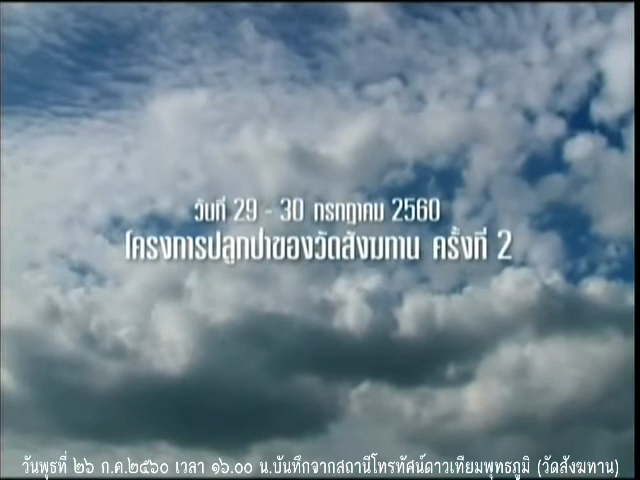 วันที่ 29 - 30 กรกฎาคม 2560
โครงการปลูกป่าของวัดสังฆทาน ครั้งที่ 2
วันพุธที่ ๒๖ ก.ค.๒๕๖๐ เวลา ๑๖.๐๐ น.บันทึกจากสถานีโทรทัศน์ดาวเทียมพุทธภูมิ (วัดสังฆทาน)